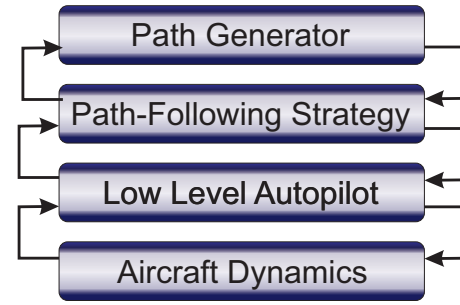 Path Generator
Path-Following Strategy
Low Level Autopilot
Aircraft Dynamics